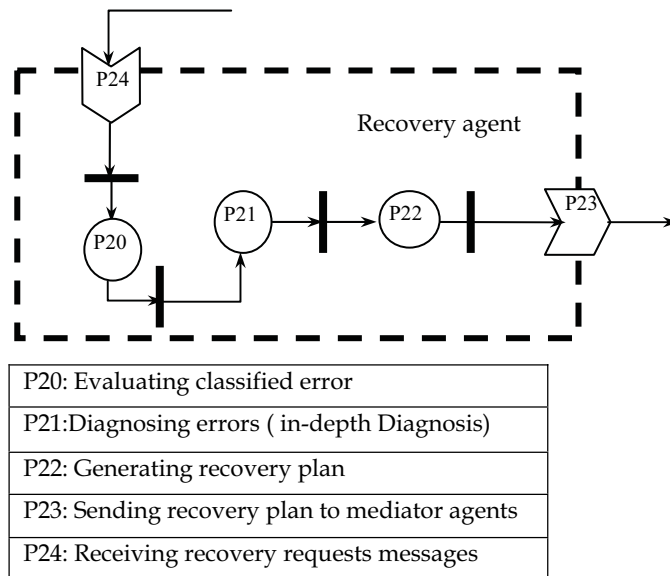 P24
Recovery agent
P20
P21
P22
P23
P20: Evaluating classified error
P21:Diagnosing errors ( in-depth Diagnosis)
P22: Generating recovery plan
P23: Sending recovery plan to mediator agents
P24: Receiving recovery requests messages